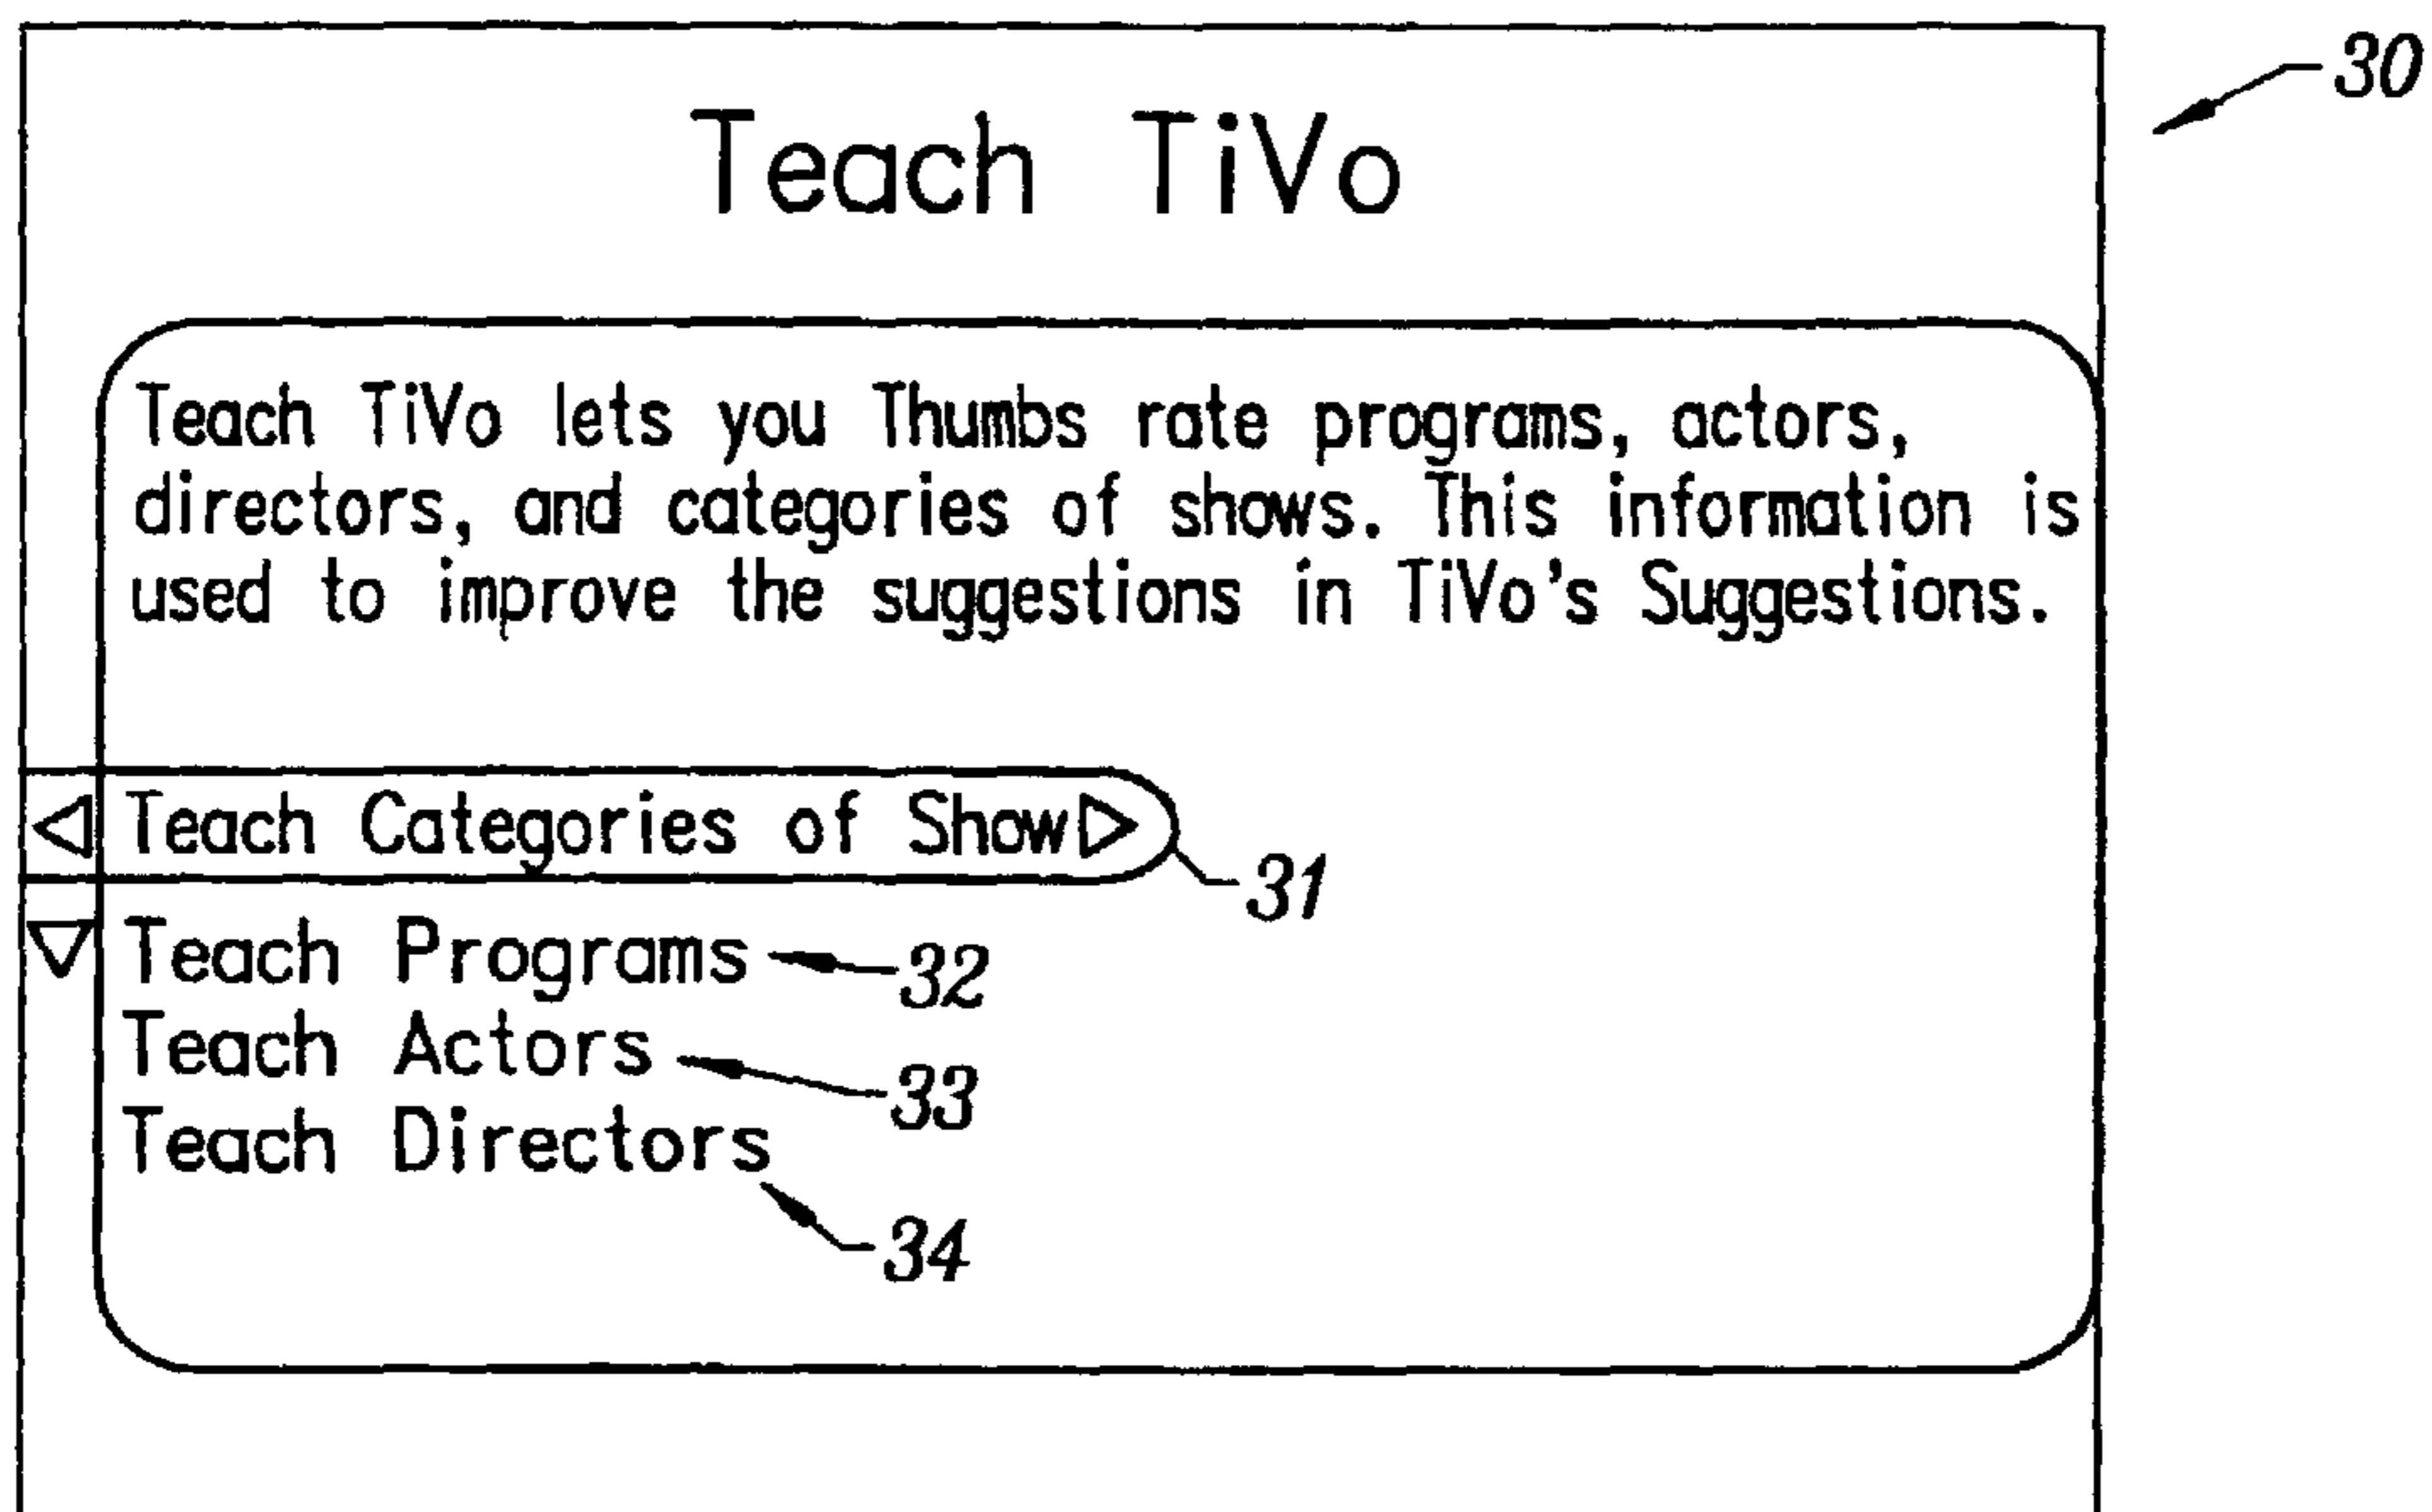 30
Teach TiVo
Teach TiVo lets you Thumbs rate programs, actors,
directors, and categories of shows. This information is
used to improve the suggestions in TiVo's Suggestions.
Teach Categories of Show
31
Teach Programs 32
Teach Actors
33
Teach Directors
34